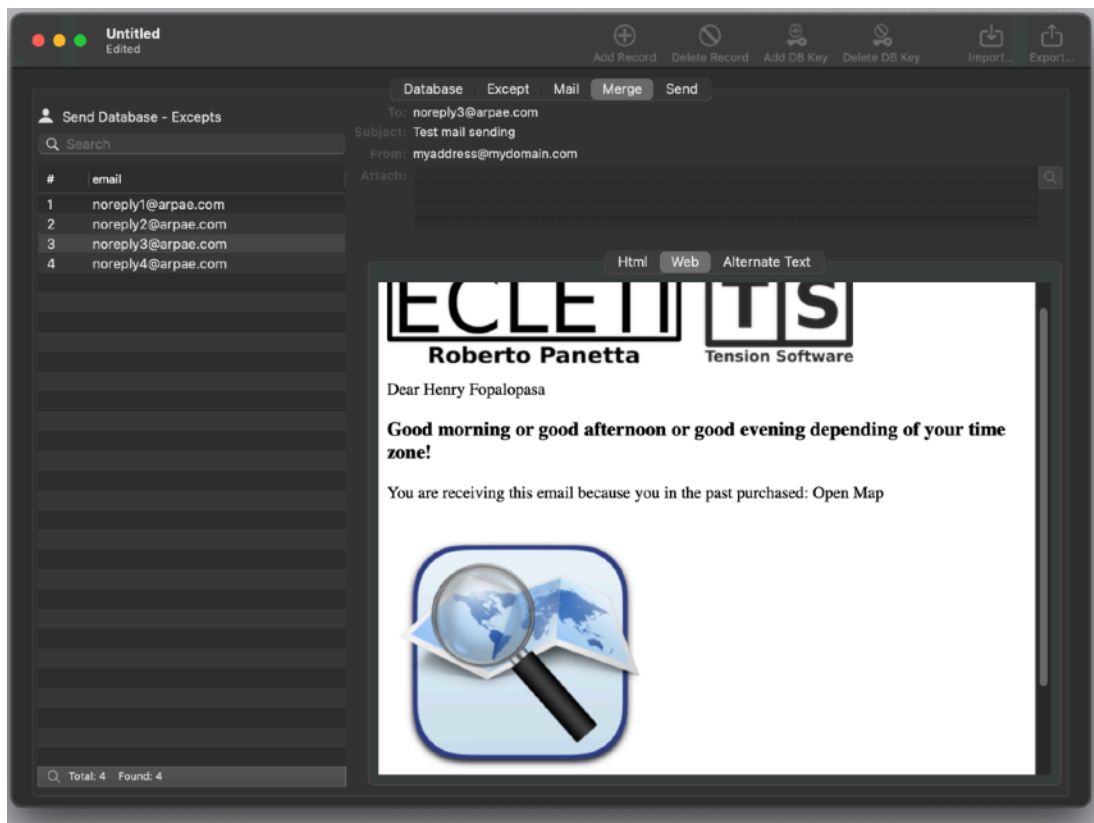 Untitled
Edited
Add Record Delete Record Add DB Key Delete DB Key Import... Export...
Database Except Mail Merge Send
Send Database - Excepts
Search
# email
1 noreply1@arpae.com
2 noreply2@arpae.com
3 noreply3@arpae.com
4 noreply4@arpae.com
Total: 4 Found: 4
To: noreply3@arpae.com
Subject: Test mail sending
From: myaddress@mydomain.com
Attach:
Html Web Alternate Text
TS
Roberto Panetta Tension Software
Dear Henry Fopalopasa
Good morning or good afternoon or good evening depending of your time
zone!
You are receiving this email because you in the past purchased: Open Map